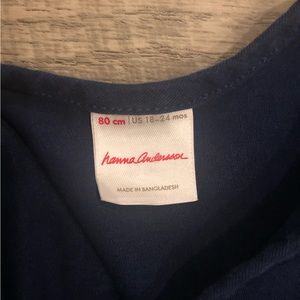 80 cm | US 18-24 mos
hanna andersson
MADE IN BANGLADESH